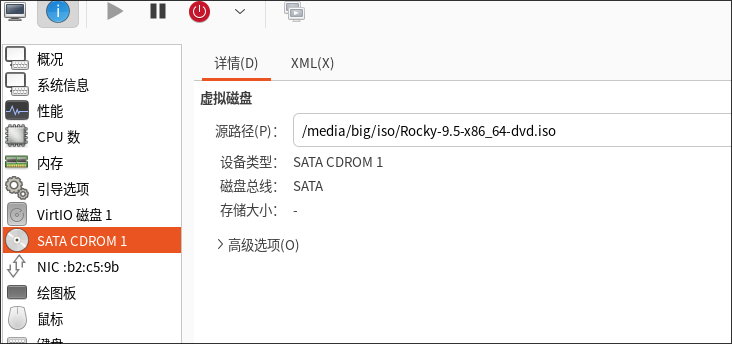 概况
系统信息
性能
CPU 数
内存
引导选项
VirtIO 磁盘 1
SATA CDROM 1
NIC :b2:c5:9b
绘图板
鼠标
键盘
详情(D) XML(X)
虚拟磁盘
源路径(P)： /media/big/iso/Rocky-9.5-x86_64-dvd.iso
设备类型： SATA CDROM 1
磁盘总线： SATA
存储大小： -
高级选项(O)